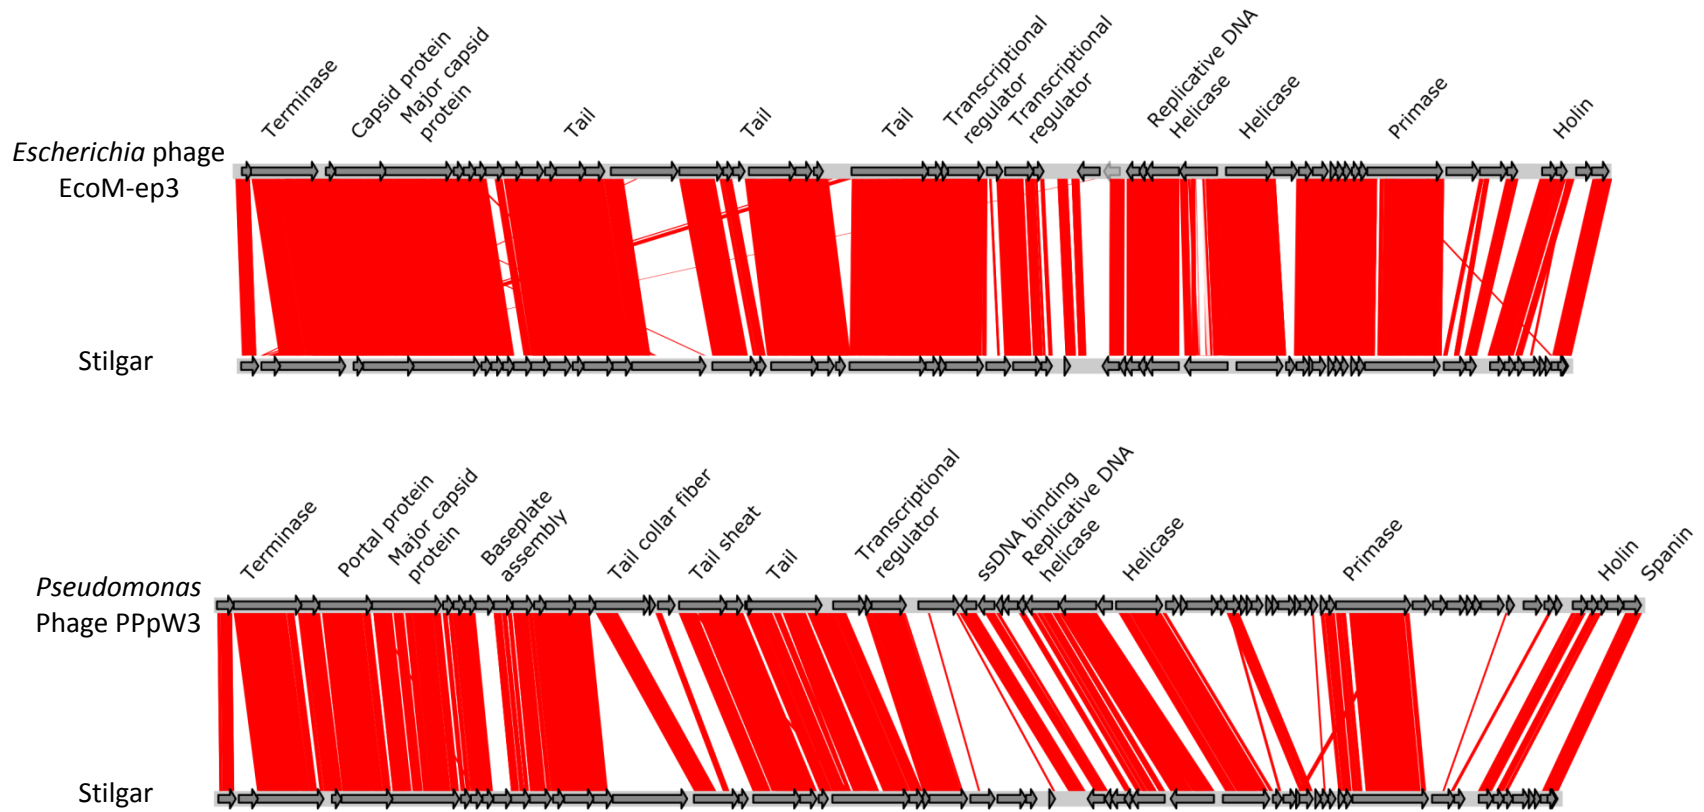 Terminase
Capsid protein
Major capsid
protein
Tail
Tail
Tail
Transcriptional
regulator
Transcriptional
regulator
Replicative DNA
Helicase
Helicase
Primase
Holin
Escherichia phage
EcoM-ep3
Stilgar
Terminase
Portal protein
Major capsid
protein
Baseplate
assembly
Tail collar fiber
Tail sheat
Tail
Transcriptional
regulator
ssDNA binding
Replicative DNA
helicase
Helicase
Primase
Holin
Spanin
Pseudomonas
Phage PPpW3
Stilgar